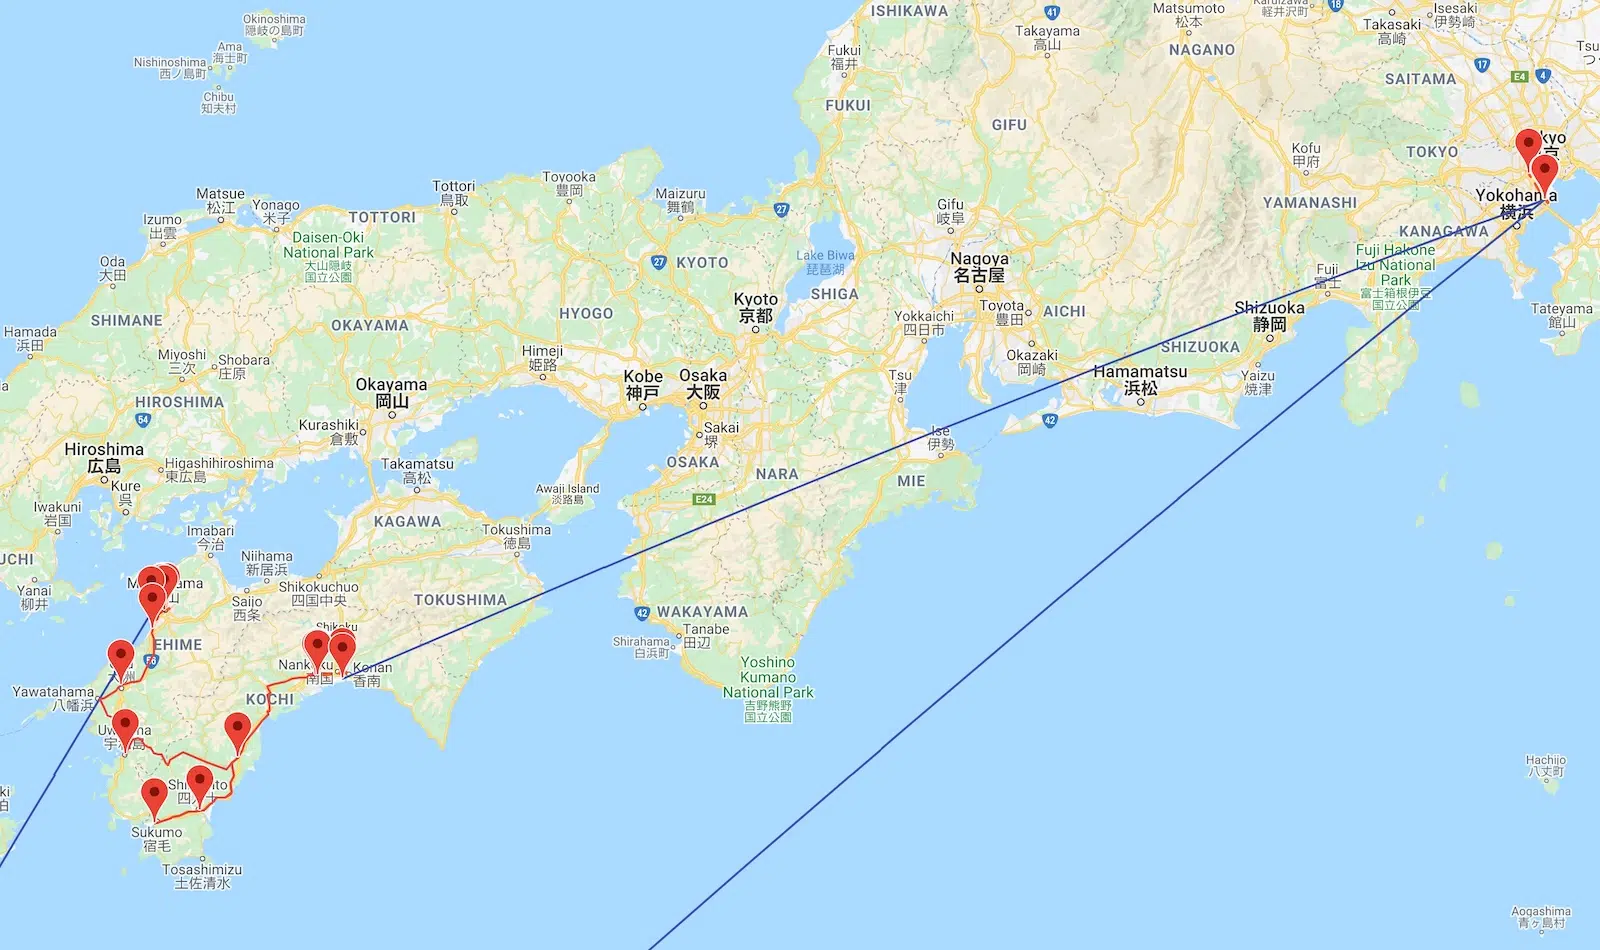 Okinoshima
隠岐の島町
Ama
海士町
Nishinoshima
西ノ島町
Chibu
知夫村
ISHIKAWA
Fukui
福井
FUKUI
41
Takayama
高山
Matsumoto
松本
NAGANO
軽井沢町
18
Takasaki
高崎
Isesaki
伊勢崎
17
E4
4
SAITAMA
GIFU
Kofu
甲府
TOKYO
YAMANASHI
Yokohama
横浜
KANAGAWA
Fuji Hakone
Izu National
Park
富士箱根伊豆
国立公園
Fuji
富士
Tateyama
館山
Matsue
松江
Yonago
米子
Izumo
出雲
Tottori
鳥取
TOTTORI
Toyooka
豊岡
Maizuru
舞鶴
27
Daisen-Oki
National Park
大山隠岐
国立公園
Oda
大田
27
KYOTO
Lake Biwa
琵琶湖
SHIGA
Gifu
岐阜
Nagoya
名古屋
Toyota
豊田
AICHI
Yokkaichi
四日市
Okazaki
岡崎
Shizuoka
静岡
SHIZUOKA
Hamamatsu
浜松
Yaizu
焼津
42
Kyoto
京都
HYOGO
OKAYAMA
SHIMANE
Hamada
浜田
Miyoshi
三次
Shobara
庄原
Himeji
姫路
Kobe
神戸
Osaka
大阪
Tsu
津
Okayama
岡山
HIROSHIMA
54
Kurashiki
倉敷
Sakai
堺
Ise
伊勢
OSAKA
NARA
MIE
E24
Hiroshima
広島
Higashihiroshima
東広島
Kure
呉
Takamatsu
高松
Awaji Island
淡路島
Iwakuni
岩国
KAGAWA
Imabari
今治
Tokushima
徳島
Niihama
新居浜
Yanai
柳井
Shikokuchuo
四国中央
Saijo
西条
TOKUSHIMA
42
WAKAYAMA
Tanabe
田辺
Shirahama
白浜町
EHIME
Konan
香南
南国
Yoshino
Kumano
National Park
吉野熊野
国立公園
Yawatahama
八幡浜
KOCHI
Sukumo
宿毛
Tosashimizu
土佐清水
Hachijo
八丈町
Aogashima
青ヶ島村